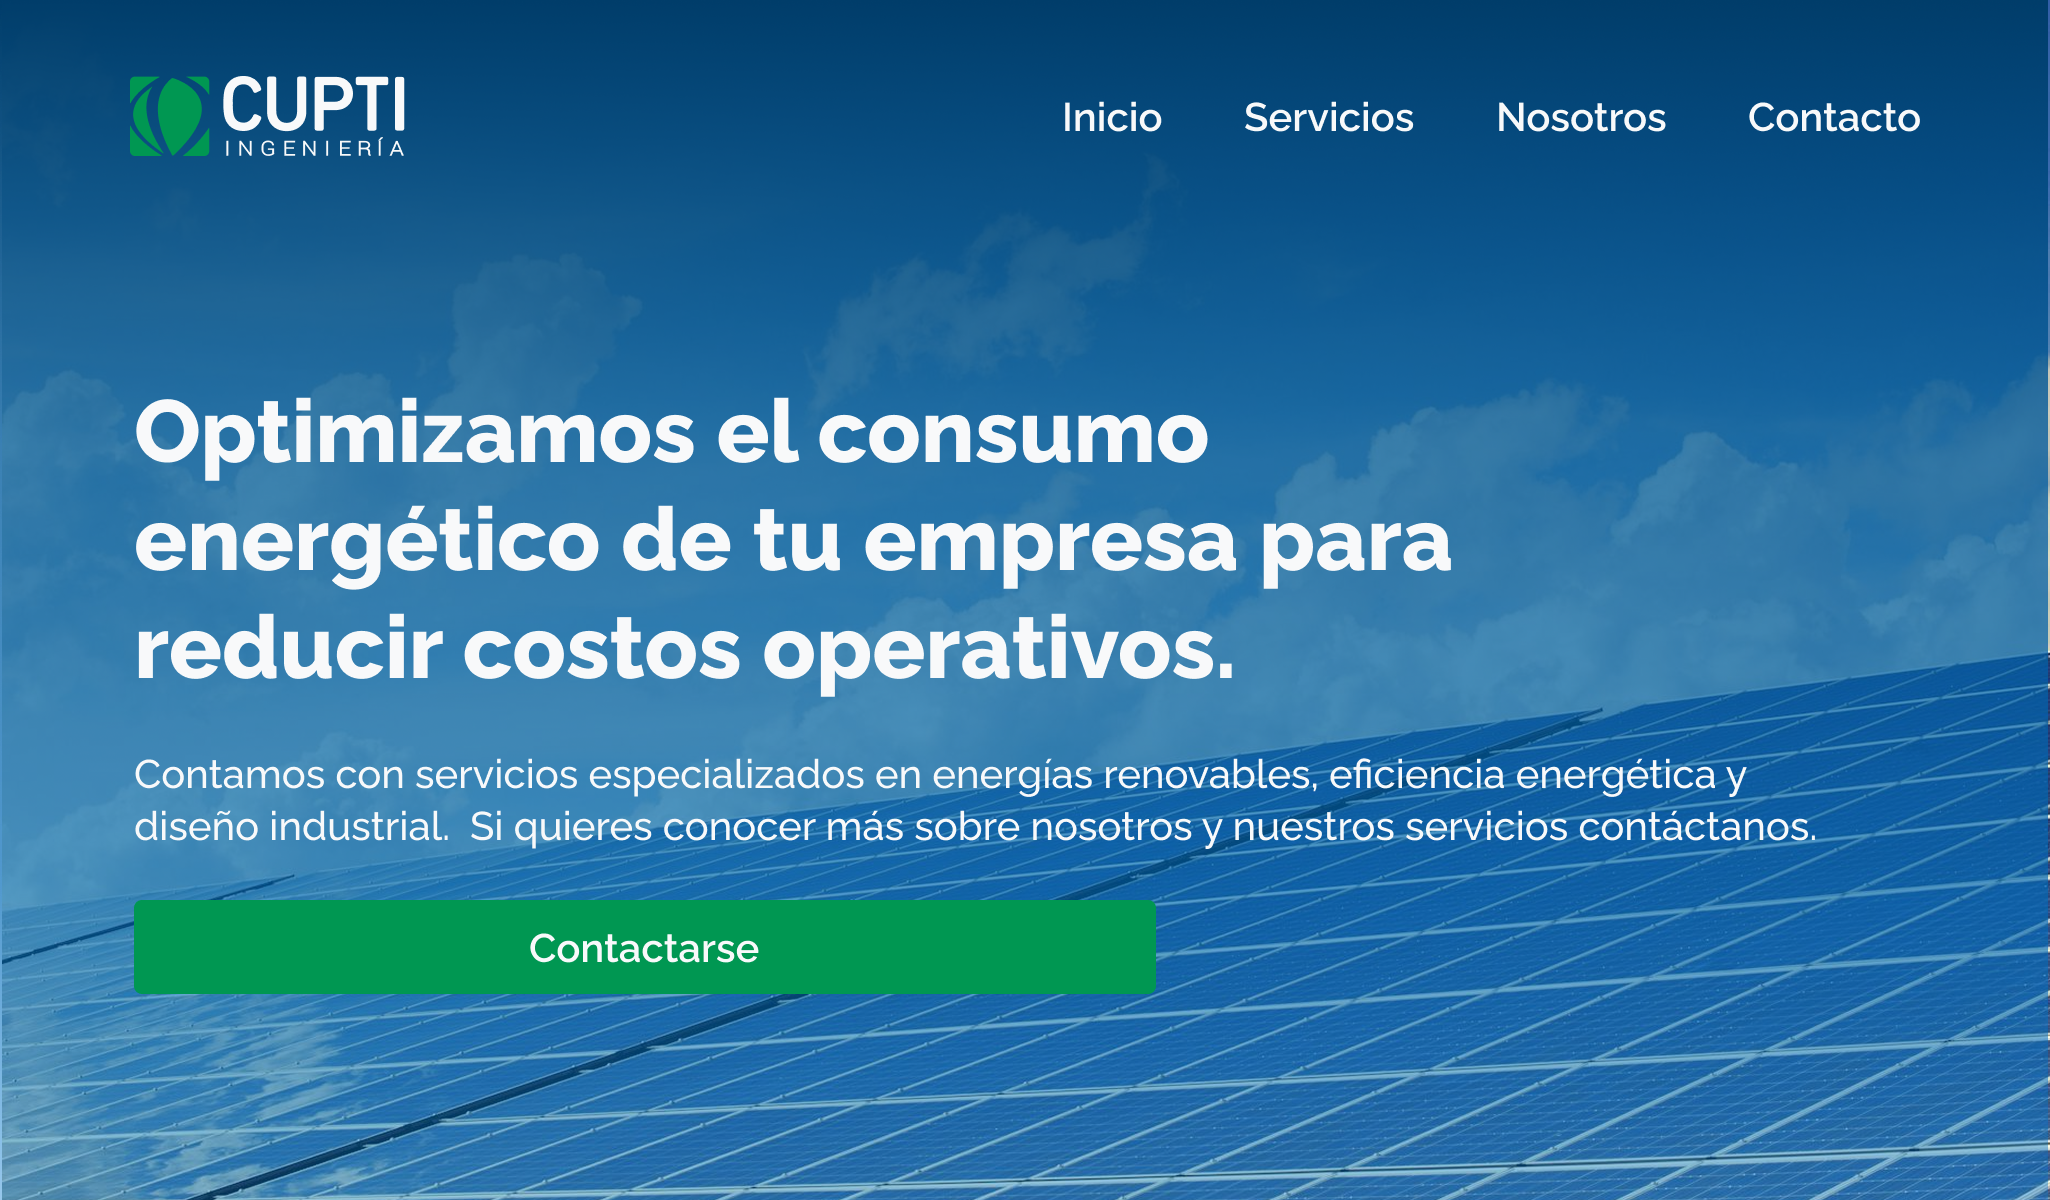 CUPTI
INGENIERÍA
Inicio
Servicios
Nosotros
Contacto
Optimizamos el consumo
energético de tu empresa para
reducir costos operativos.
Contamos con servicios especializados en energías renovables, eficiencia energética y
diseño industrial.  Si quieres conocer más sobre nosotros y nuestros servicios contáctanos.
Contactarse